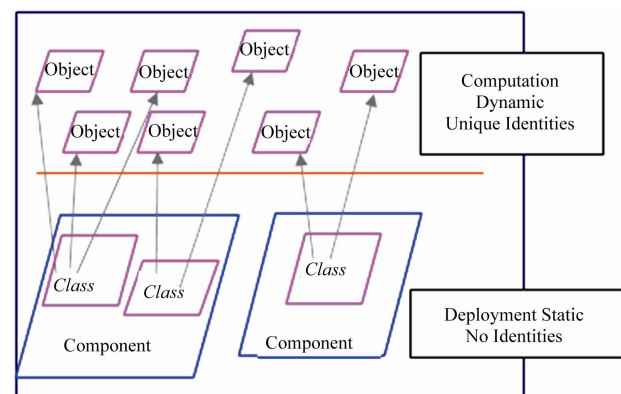 Object
Object
Object
Object
Object
Object
Object
Computation
Dynamic
Unique Identities
Class
Class
Component
Class
Component
Deployment Static
No Identities